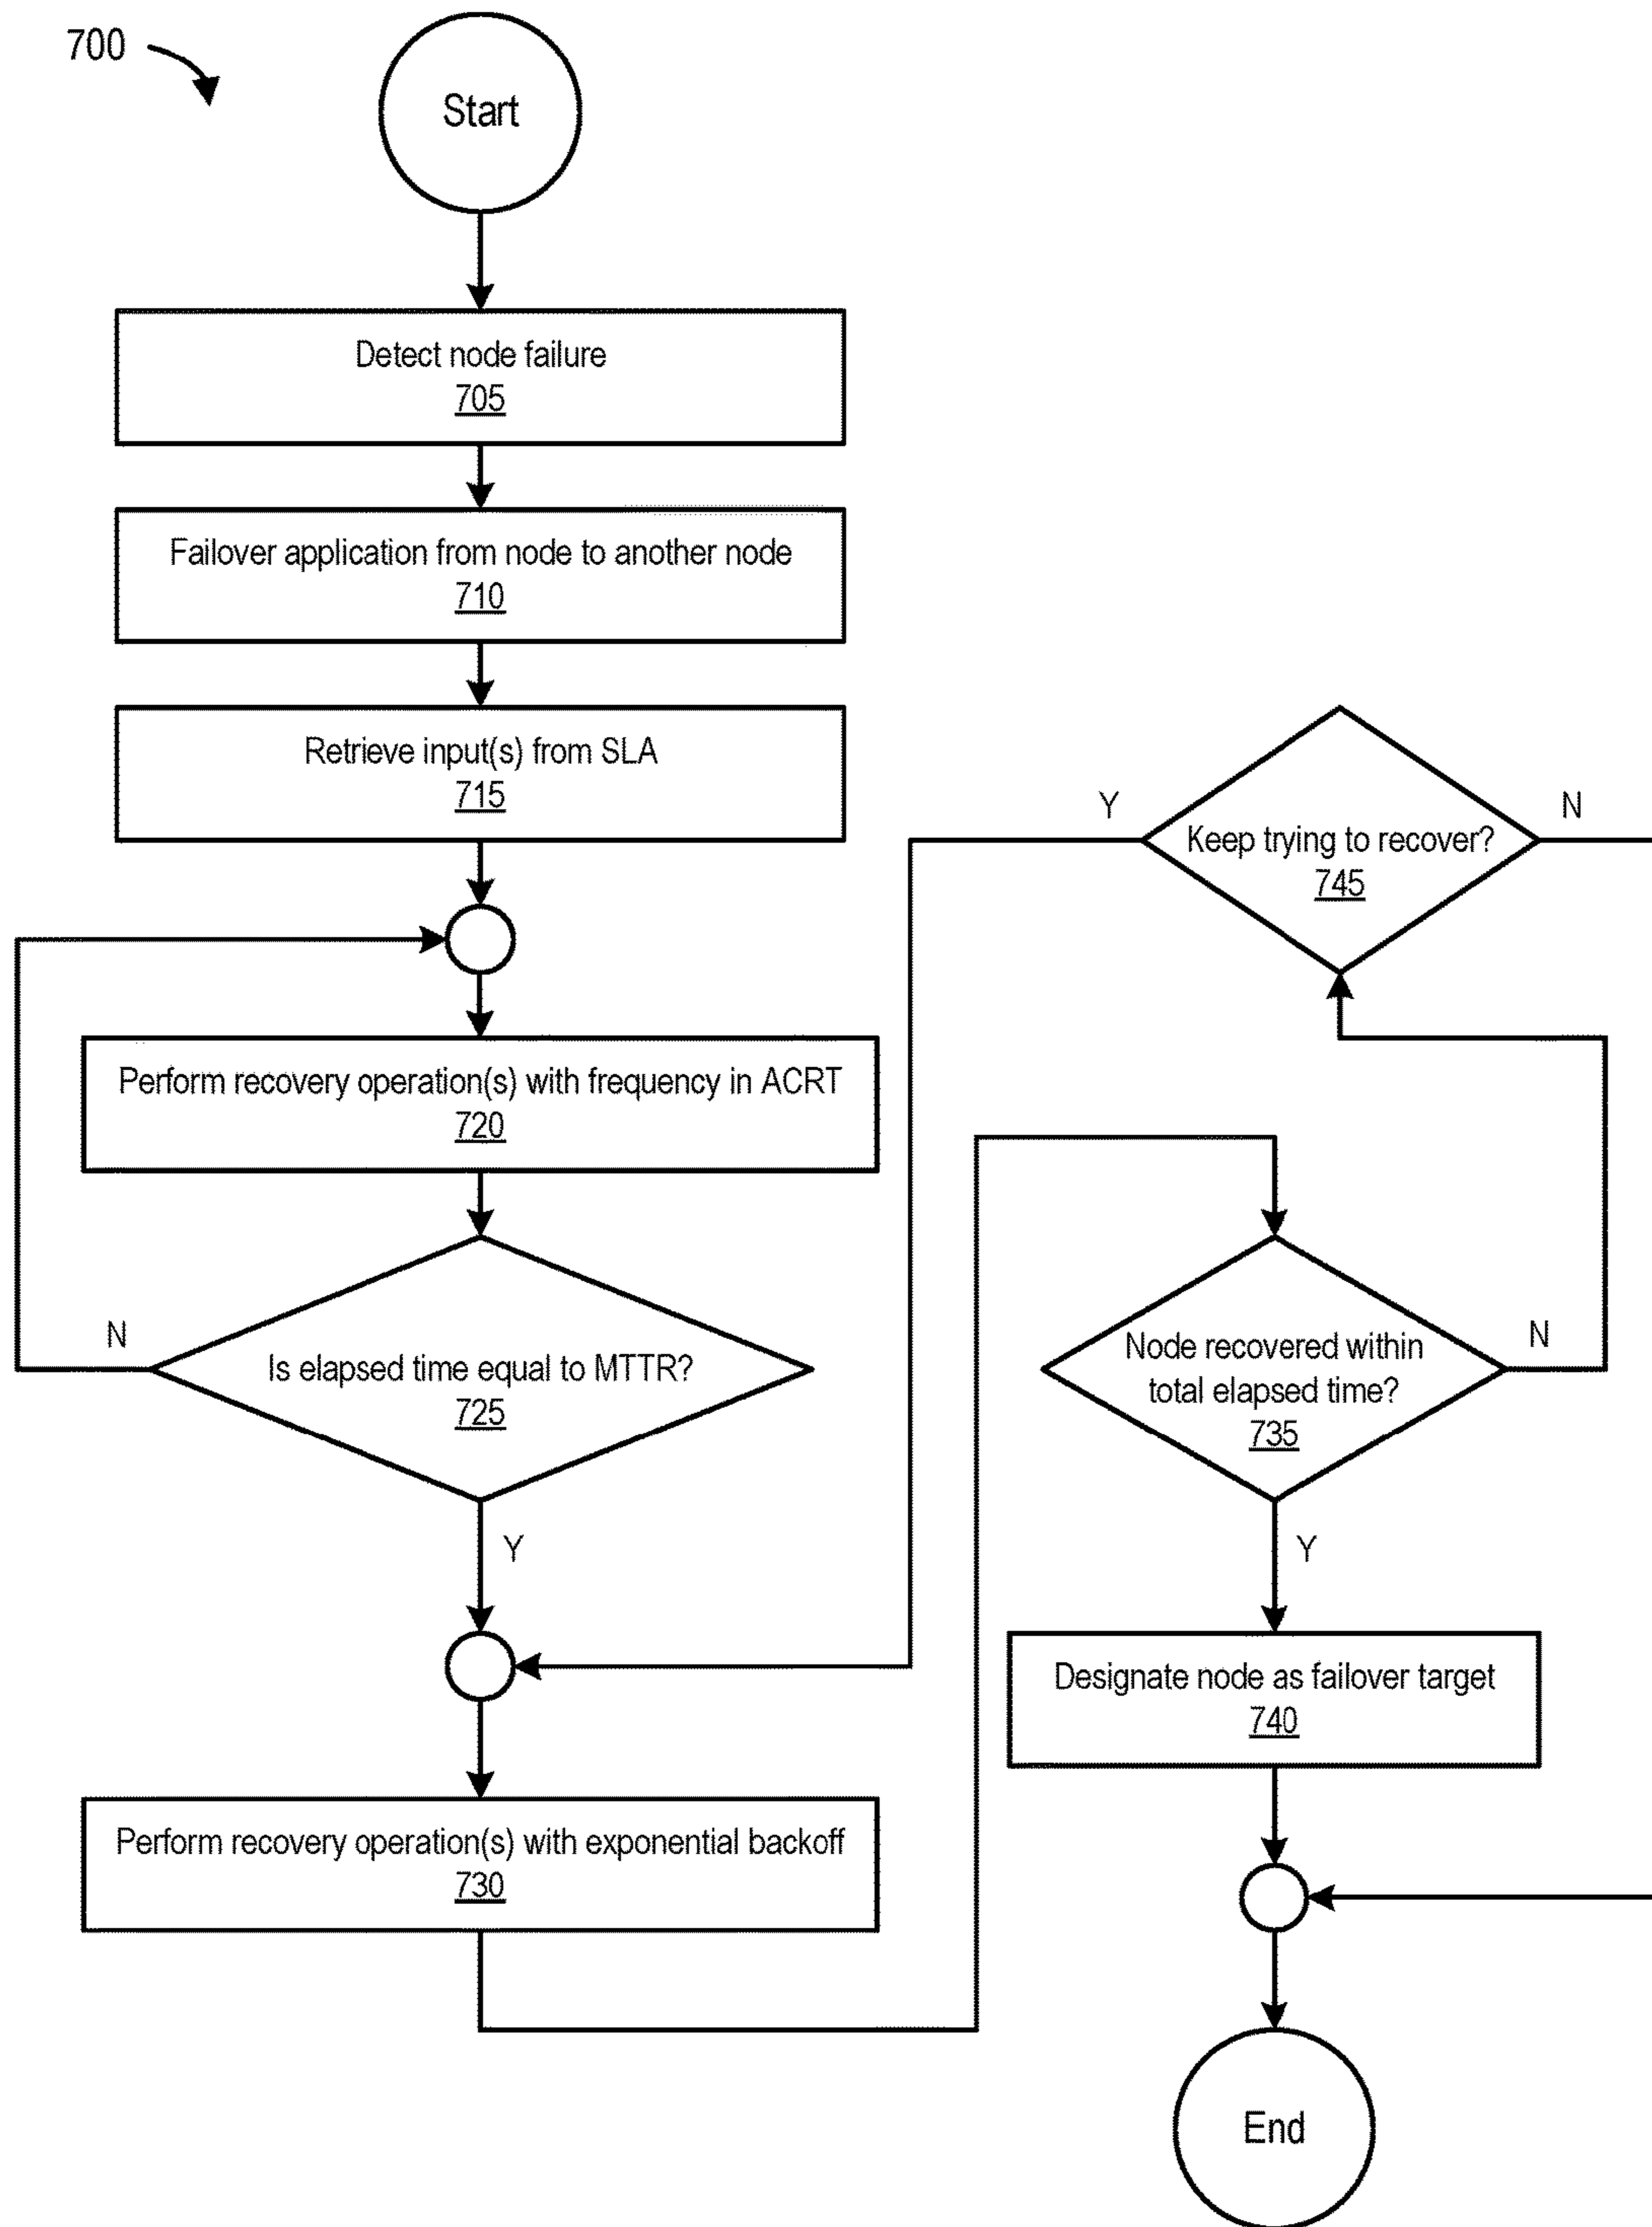 700
Start
Detect node failure
705
Failover application from node to another node
710
Retrieve input(s) from SLA
715
Perform recovery operation(s) with frequency in ACRT
720
N
Is elapsed time equal to MTTR?
725
Y
Perform recovery operation(s) with exponential backoff
730
Y
N
Keep trying to recover?
745
Node recovered within
total elapsed time?
735
N
Y
Designate node as failover target
740
End